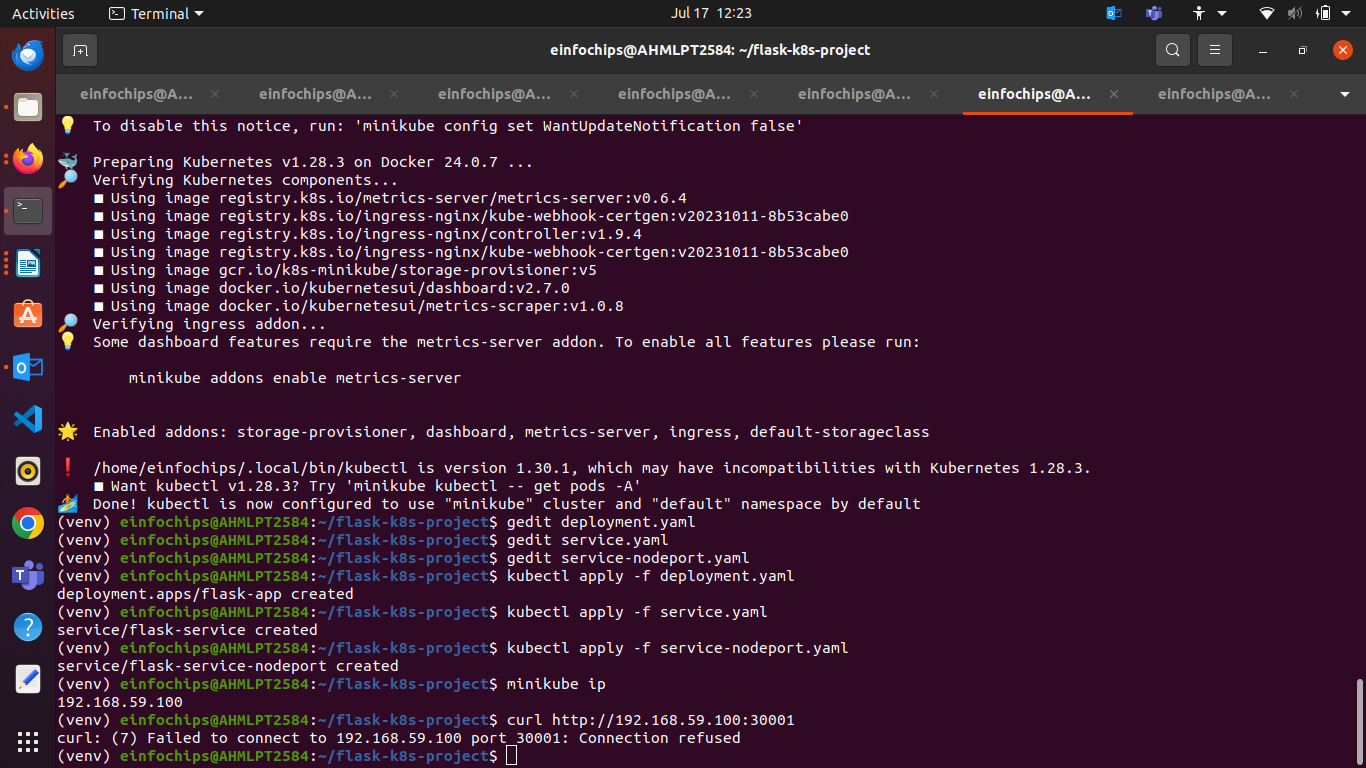 Activities
Terminal
Jul 17 12:23
einfochips@AHMLPT2584: ~/flask-k8s-project
einfochips@A... einfochips@A... einfochips@A... einfochips@A... einfochips@A... einfochips@A... einfochips@A...
To disable this notice, run: 'minikube config set WantUpdateNotification false'
Preparing Kubernetes v1.28.3 on Docker 24.0.7 ...
Verifying Kubernetes components...
Using image registry.k8s.io/metrics-server/metrics-server:v0.6.4
Using image registry.k8s.io/ingress-nginx/kube-webhook-certgen:v20231011-8b53cabe0
Using image registry.k8s.io/ingress-nginx/controller:v1.9.4
Using image registry.k8s.io/ingress-nginx/kube-webhook-certgen:v20231011-8b53cabe0
Using image gcr.io/k8s-minikube/storage-provisioner:v5
Using image docker.io/kubernetesui/dashboard:v2.7.0
Using image docker.io/kubernetesui/metrics-scraper:v1.0.8
Verifying ingress addon...
Some dashboard features require the metrics-server addon. To enable all features please run:
minikube addons enable metrics-server
Enabled addons: storage-provisioner, dashboard, metrics-server, ingress, default-storageclass
/home/einfochips/.local/bin/kubectl is version 1.30.1, which may have incompatibilities with Kubernetes 1.28.3.
Want kubectl v1.28.3? Try 'minikube kubectl -- get pods -A'
Done! kubectl is now configured to use "minikube" cluster and "default" namespace by default
(venv) einfochips@AHMLPT2584:~/flask-k8s-project$ gedit deployment.yaml
(venv) einfochips@AHMLPT2584:~/flask-k8s-project$ gedit service.yaml
(venv) einfochips@AHMLPT2584:~/flask-k8s-project$ gedit service-nodeport.yaml
(venv) einfochips@AHMLPT2584:~/flask-k8s-project$ kubectl apply -f deployment.yaml
deployment.apps/flask-app created
(venv) einfochips@AHMLPT2584:~/flask-k8s-project$ kubectl apply -f service.yaml
service/flask-service created
(venv) einfochips@AHMLPT2584:~/flask-k8s-project$ kubectl apply -f service-nodeport.yaml
service/flask-service-nodeport created
(venv) einfochips@AHMLPT2584:~/flask-k8s-project$ minikube ip
192.168.59.100
(venv) einfochips@AHMLPT2584:~/flask-k8s-project$ curl http://192.168.59.100:30001
curl: (7) Failed to connect to 192.168.59.100 port 30001: Connection refused
(venv) einfochips@AHMLPT2584:~/flask-k8s-project$